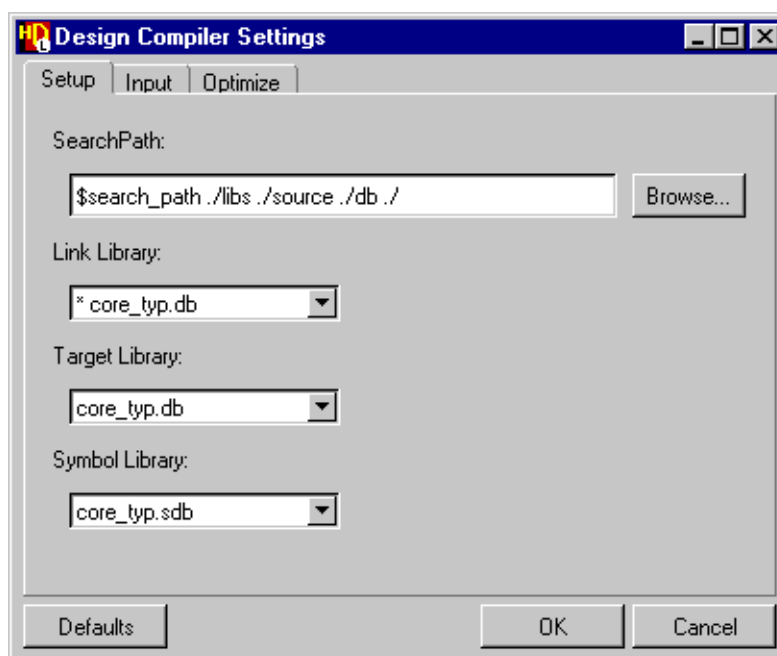 HDL Design Compiler Settings
Setup Input Optimize
SearchPath:
$search_path ./libs ./source ./db ./ Browse...
Link Library:
* core_typ.db
Target Library:
core_typ.db
Symbol Library:
core_typ.sdb
Defaults OK Cancel